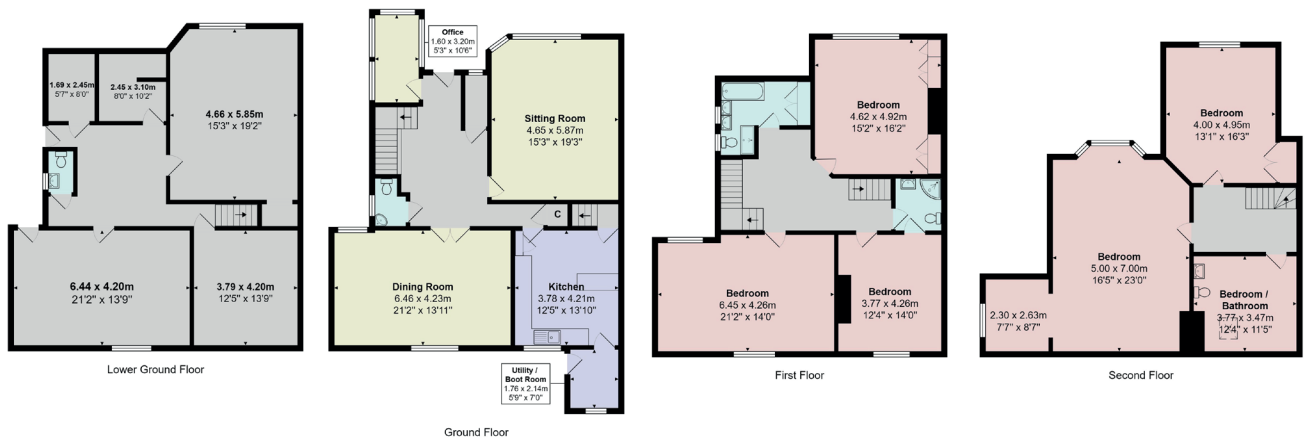 1.69 x 2.45m
5'7" x 8'0"
2.45 x 3.10m
8'0" x 10'2"
4.66 x 5.85m
15'3" x 19'2"
6.44 x 4.20m
21'2" x 13'9"
3.79 x 4.20m
12'5" x 13'9"
Lower Ground Floor
Office
1.60 x 3.20m
5'3" x 10'6"
Sitting Room
4.65 x 5.87m
15'3" x 19'3"
C
Dining Room
6.46 x 4.23m
21'2" x 13'11"
Kitchen
3.78 x 4.21m
12'5" x 13'10"
Utility /
Boot Room
1.76 x 2.14m
5'9" x 7'0"
Ground Floor
Bedroom
4.62 x 4.92m
15'2" x 16'2"
Bedroom
6.45 x 4.26m
21'2" x 14'0"
Bedroom
3.77 x 4.26m
12'4" x 14'0"
First Floor
Bedroom
4.00 x 4.95m
13'1" x 16'3"
Bedroom
5.00 x 7.00m
16'5" x 23'0"
2.30 x 2.63m
7'7" x 8'7"
Bedroom /
Bathroom
3.77 x 3.47m
12'4" x 11'5"
Second Floor